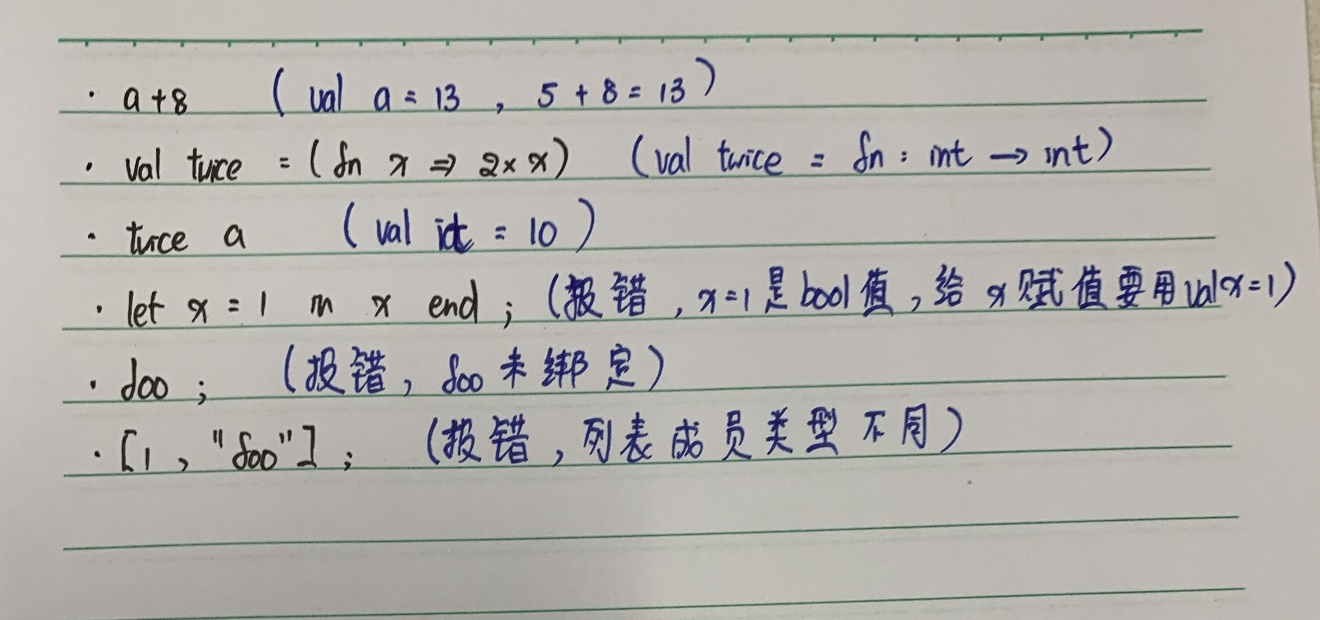 · a+8 (val a = 13 , 5 + 8 = 13)
· val twice = (fn x ⇒ 2× x) (val twice = fn : int → int)
· twice a (val it = 10)
· let x = 1 in x end ; (报错 , x=1 是 bool 值 , 给 x 赋值要用 val x=1)
· foo ; (报错 , foo 未绑定)
· [1 , "foo"] ; (报错 , 列表成员类型不同)